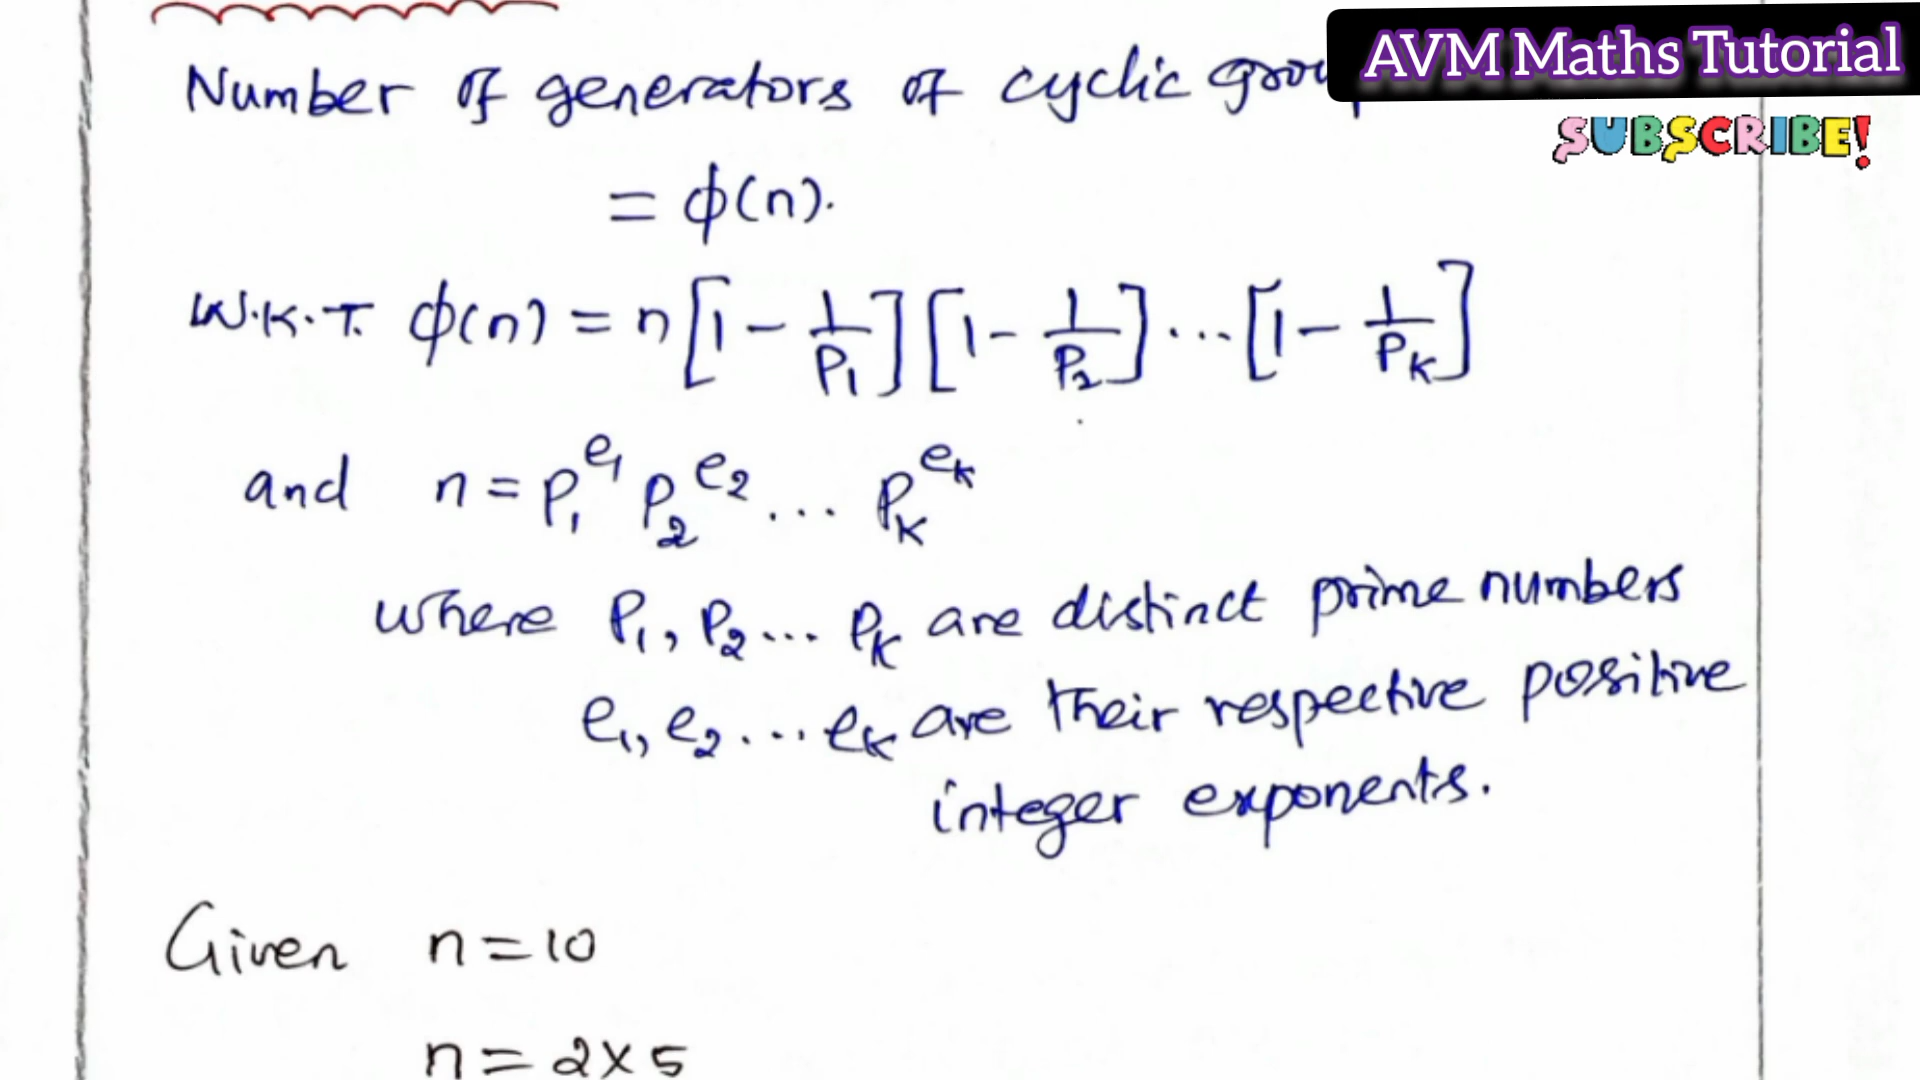 AVM Maths Tutorial
SUBSCRIBE!
Number of generators of cyclic group
= ϕ(n).
W.K.T. ϕ(n) = n[1 - 1/P₁][1 - 1/P₂]...[1 - 1/Pₖ]
and n = P₁^e₁ P₂^e₂ ... Pₖ^eₖ
where P₁, P₂... Pₖ are distinct prime numbers
e₁, e₂...eₖ are their respective positive
integer exponents.
Given n = 10
n = 2 x 5